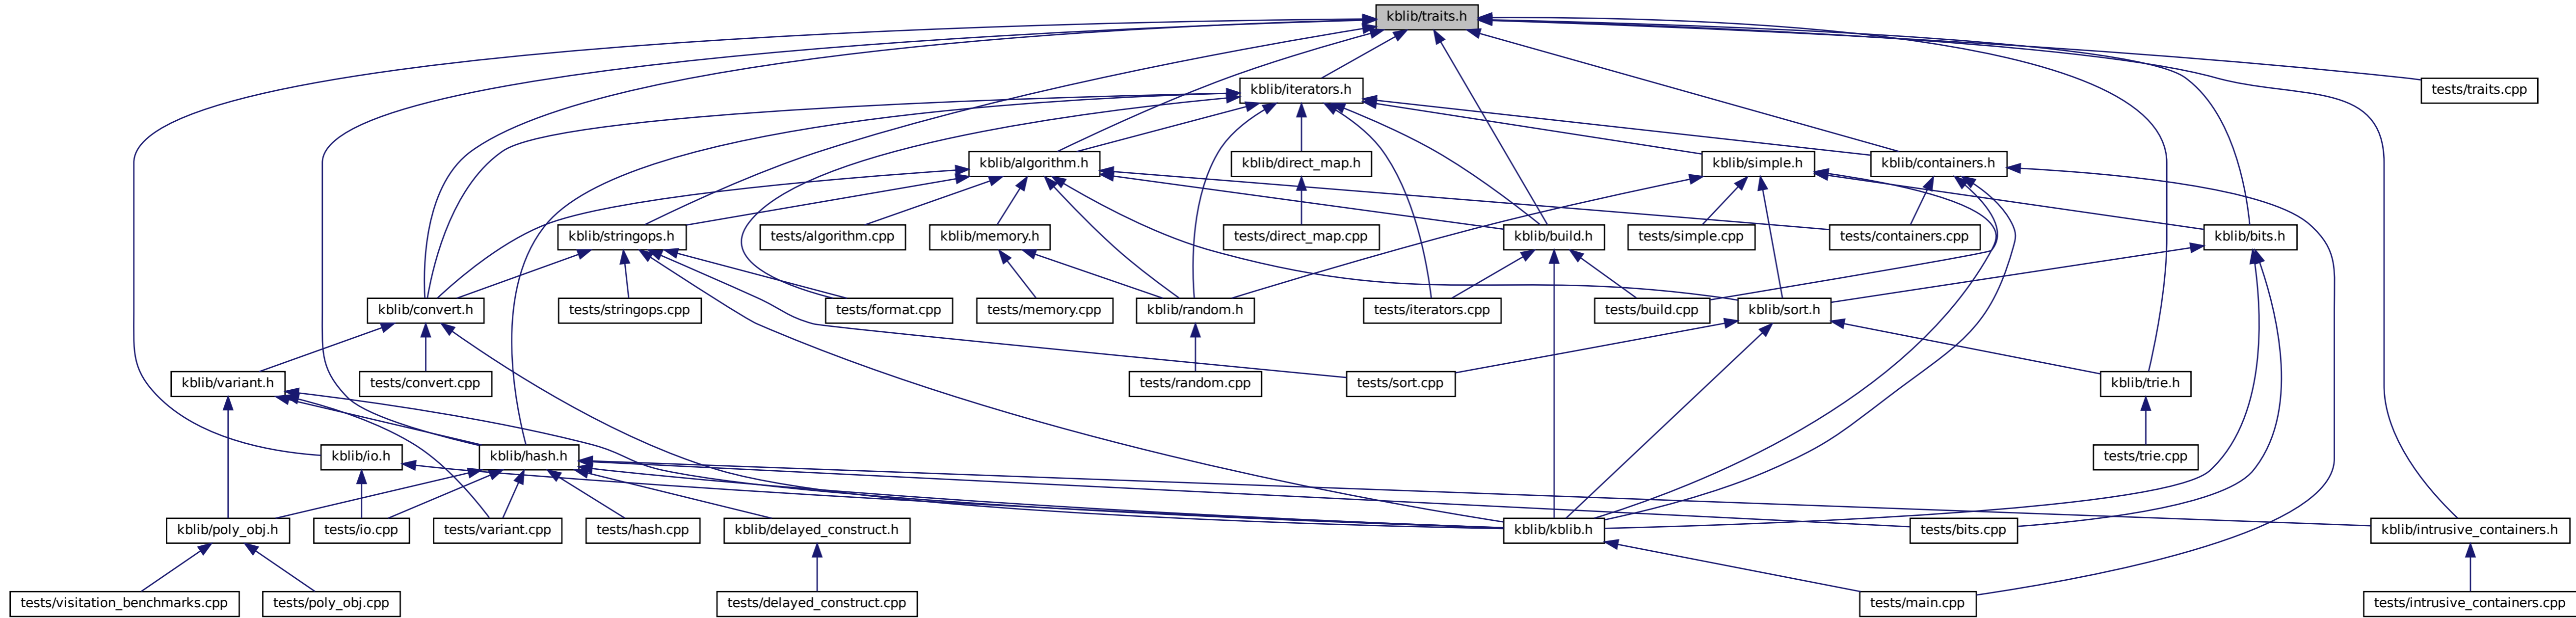 kblib/traits.h
kblib/iterators.h
tests/traits.cpp
kblib/algorithm.h
kblib/direct_map.h
kblib/simple.h
kblib/containers.h
kblib/stringops.h
tests/algorithm.cpp
kblib/memory.h
tests/direct_map.cpp
kblib/build.h
tests/simple.cpp
tests/containers.cpp
kblib/bits.h
kblib/convert.h
tests/stringops.cpp
tests/format.cpp
tests/memory.cpp
kblib/random.h
tests/iterators.cpp
tests/build.cpp
kblib/sort.h
kblib/variant.h
tests/convert.cpp
tests/random.cpp
tests/sort.cpp
kblib/trie.h
kblib/io.h
kblib/hash.h
tests/trie.cpp
kblib/poly_obj.h
tests/io.cpp
tests/variant.cpp
tests/hash.cpp
kblib/delayed_construct.h
kblib/kblib.h
tests/bits.cpp
kblib/intrusive_containers.h
tests/visitation_benchmarks.cpp
tests/poly_obj.cpp
tests/delayed_construct.cpp
tests/main.cpp
tests/intrusive_containers.cpp